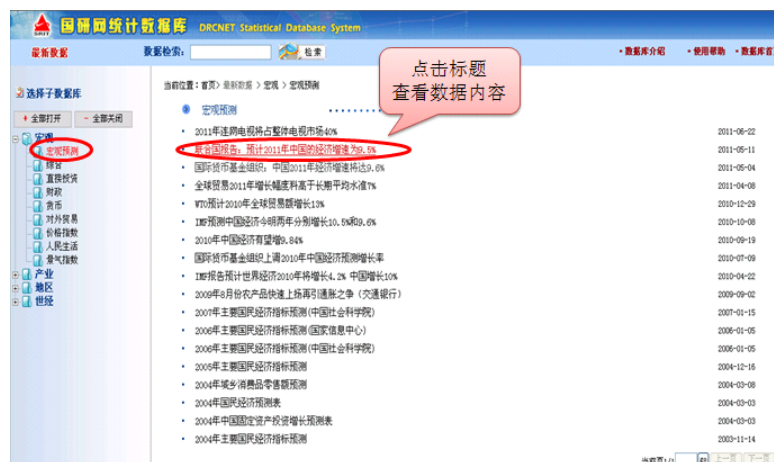 国研网统计数据库 DRCNET Statistical Database System
最新数据 数据检索: 检索 ·数据库介绍 ·使用帮助 ·数据库首
点击标题
查看数据内容
选择子数据库
全部打开 全部关闭
宏观
宏观预测
综合
直接投资
财政
货币
对外贸易
价格指数
人民生活
景气指数
产业
地区
世经
当前位置:首页> 最新数据 > 宏观 > 宏观预测
宏观预测
2011年连网电视将占整体电视市场40% 2011-06-22
联合国报告:预计2011年中国的经济增速为9.5% 2011-05-11
国际货币基金组织:中国2011年经济增速将达9.6% 2011-05-04
全球贸易2011年增长幅度料高于长期平均水准7% 2011-04-08
WTO预计2010年全球贸易额增长13% 2010-12-29
IMF预测中国经济今明两年分别增长10.5%和9.6% 2010-10-08
2010年中国经济有望增9.84% 2010-09-19
国际货币基金组织上调2010年中国经济预测增长率 2010-07-09
IMF报告预计世界经济2010年将增长4.2% 中国增长10% 2010-04-22
2009年8月份农产品快速上扬再引通胀之争(交通银行) 2009-09-02
2007年主要国民经济指标预测(中国社会科学院) 2007-01-15
2006年主要国民经济指标预测(国家信息中心) 2006-01-05
2006年主要国民经济指标预测(中国社会科学院) 2006-01-05
2005年主要国民经济指标预测 2004-12-16
2004年城乡消费品零售额预测 2004-03-08
2004年国民经济预测表 2004-03-03
2004年中国固定资产投资增长预测表 2004-03-03
2004年主要国民经济指标预测 2003-11-14
当前页1/1 到 上一页 下一页